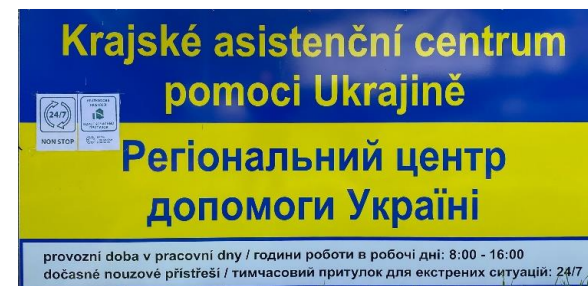 Krajské asistenční centrum
pomoci Ukrajině
24/7
NON STOP
Регіональний центр
допомоги Україні
provozní doba v pracovní dny / години роботи в робочі дні: 8:00 - 16:00
dočasné nouzové přístřeší / тимчасовий притулок для екстрених ситуацій: 24/7